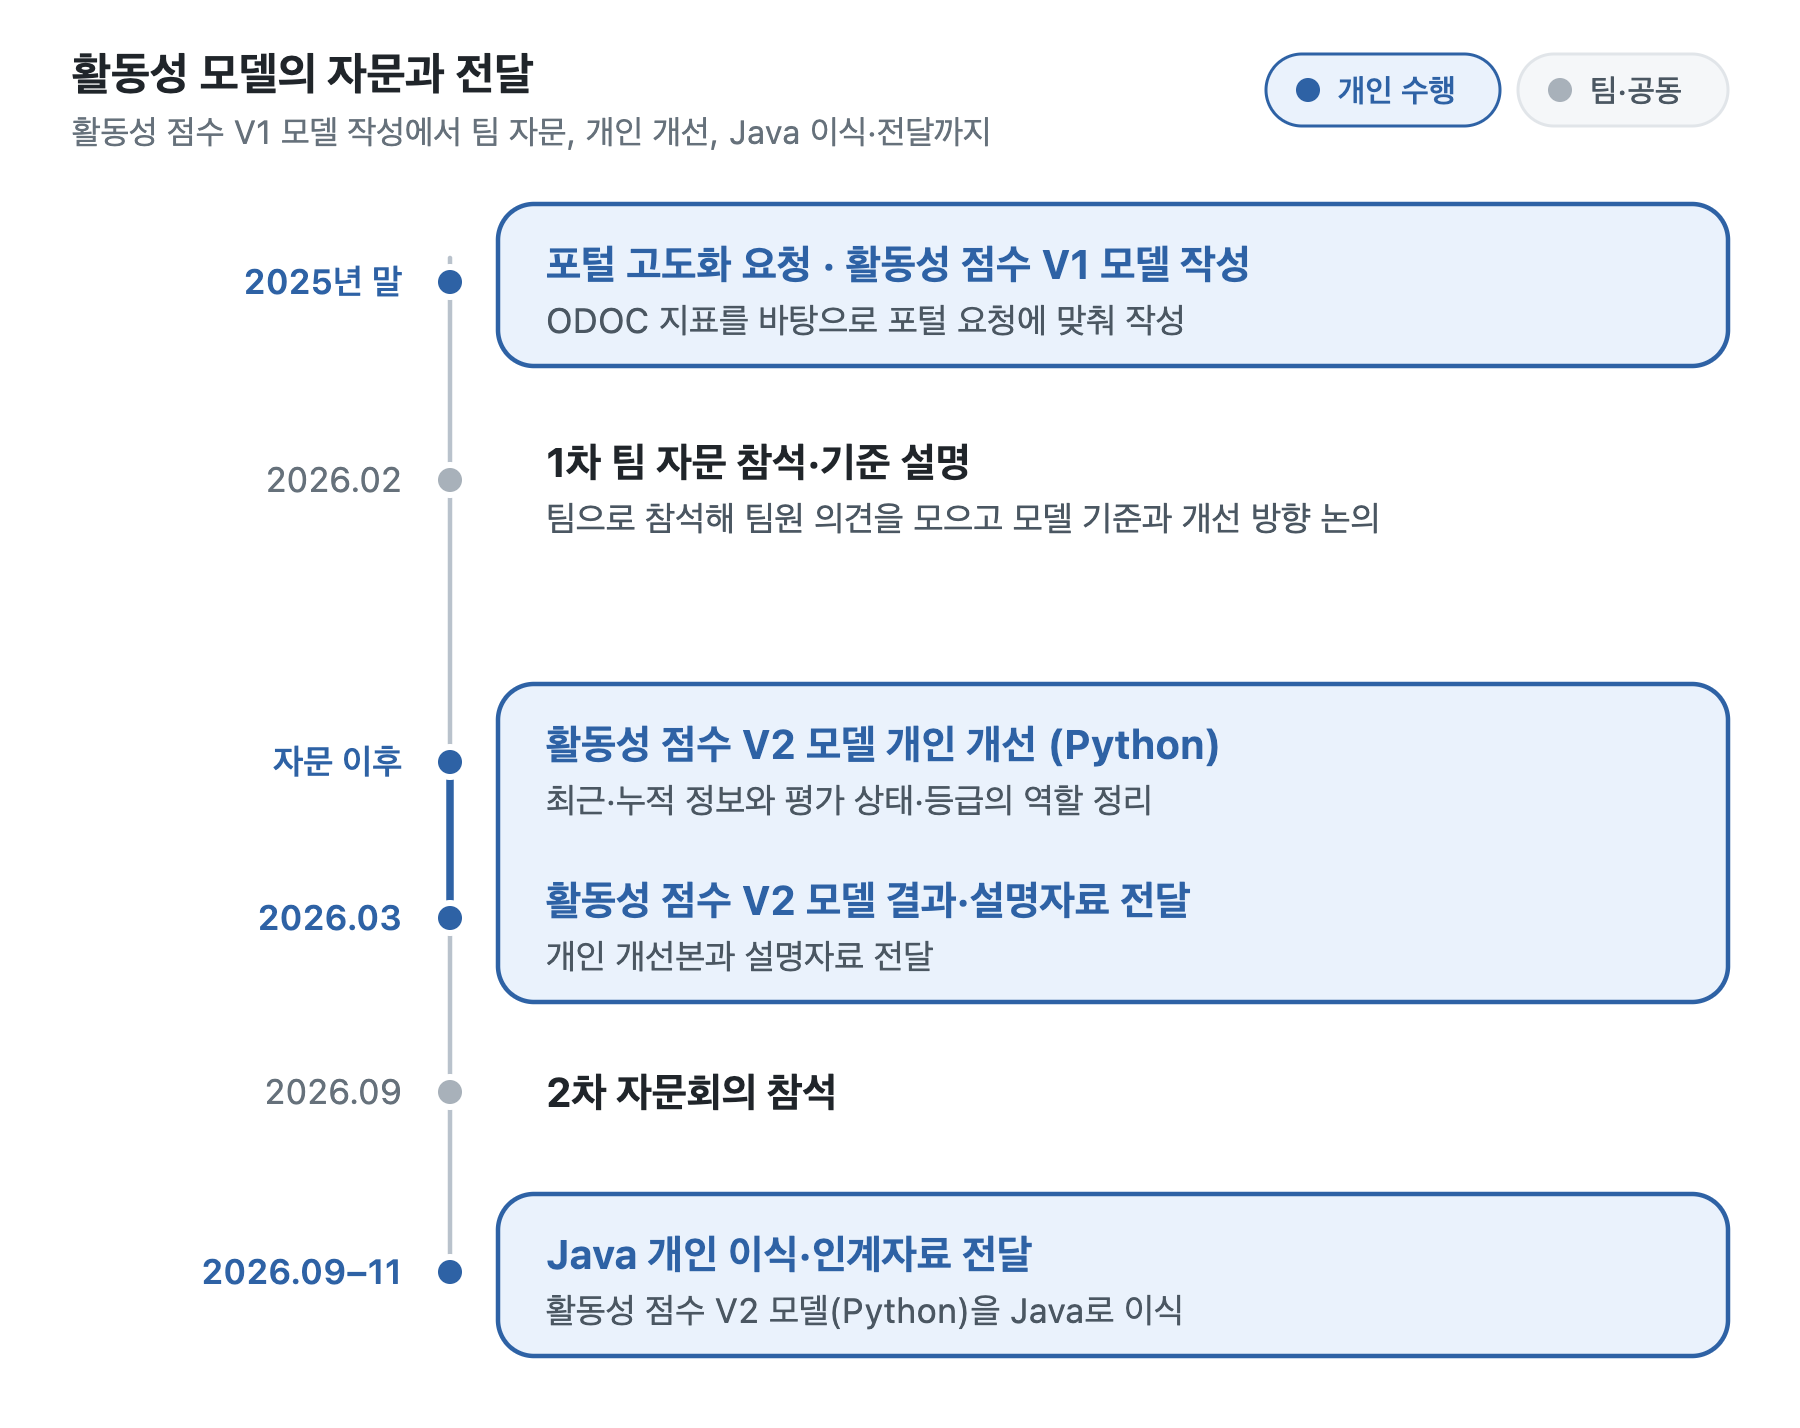 활동성 모델의 자문과 전달
활동성 점수 V1 모델 작성에서 팀 자문, 개인 개선, Java 이식·전달까지
개인 수행
팀·공동
2025년 말
포털 고도화 요청 · 활동성 점수 V1 모델 작성
ODOC 지표를 바탕으로 포털 요청에 맞춰 작성
2026.02
1차 팀 자문 참석·기준 설명
팀으로 참석해 팀원 의견을 모으고 모델 기준과 개선 방향 논의
자문 이후
활동성 점수 V2 모델 개인 개선 (Python)
최근·누적 정보와 평가 상태·등급의 역할 정리
2026.03
활동성 점수 V2 모델 결과·설명자료 전달
개인 개선본과 설명자료 전달
2026.09
2차 자문회의 참석
2026.09–11
Java 개인 이식·인계자료 전달
활동성 점수 V2 모델(Python)을 Java로 이식